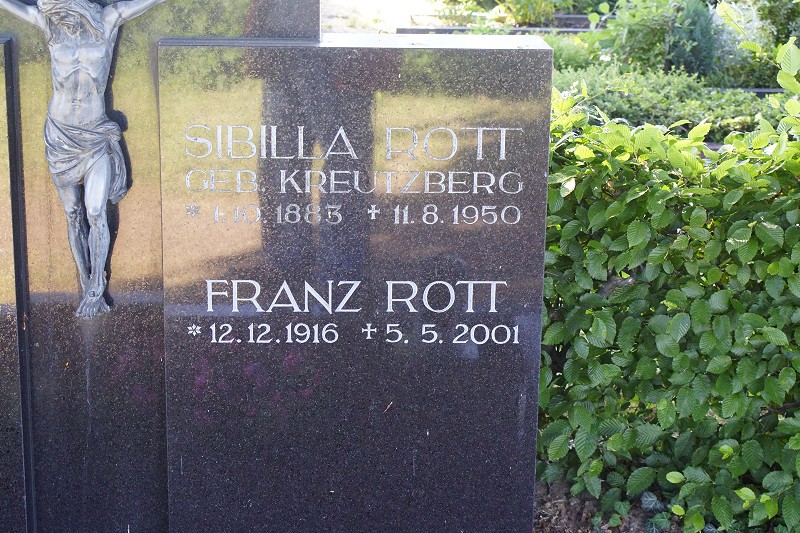 SIBILLA ROTT
GEB. KREUTZBERG
* 1.10.1883 ✝ 11.8.1950
FRANZ ROTT
* 12.12.1916 ✝ 5.5.2001